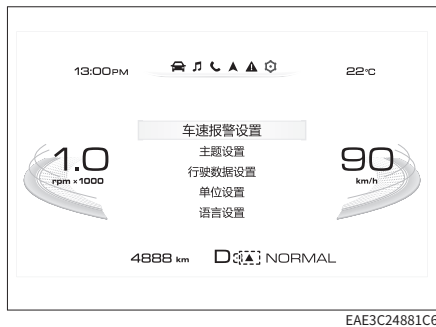 13:00PM
22℃
车速报警设置
主题设置
行驶数据设置
单位设置
语言设置
1.0
rpm × 1000
90
km/h
4888 km
D
NORMAL
EAE3C24881C6